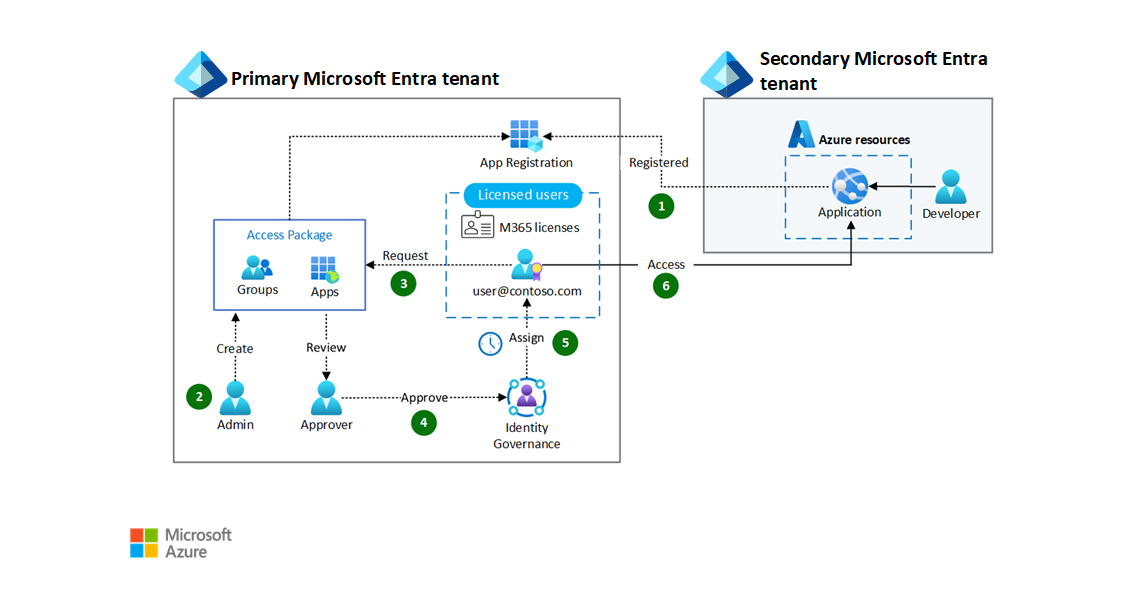 Primary Microsoft Entra tenant
Secondary Microsoft Entra
tenant
App Registration
Registered
1
Azure resources
Application
Developer
Licensed users
M365 licenses
user@contoso.com
Access Package
Groups
Apps
Request
3
Access
6
Create
Review
Assign
5
2
Admin
Approver
Approve
4
Identity
Governance
Microsoft
Azure